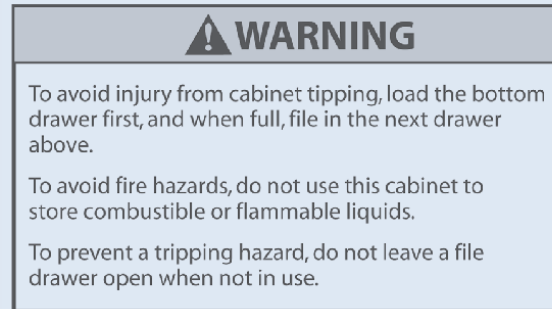 WARNING
To avoid injury from cabinet tipping, load the bottom
drawer first, and when full, file in the next drawer
above.
To avoid fire hazards, do not use this cabinet to
store combustible or flammable liquids.
To prevent a tripping hazard, do not leave a file
drawer open when not in use.